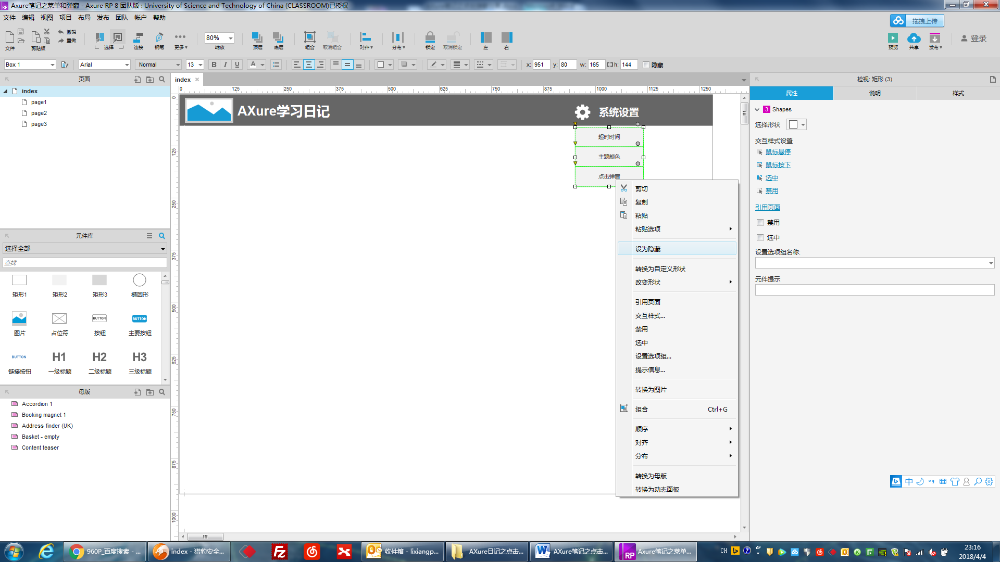 Axure笔记之菜单和弹窗 - Axure RP 8 团队版 : University of Science and Technology of China (CLASSROOM)已授权
文件 编辑 视图 项目 布局 发布 团队 帐户 帮助
拖拽上传
撤销
重做
文件 剪贴板 选择 连接 钢笔 更多 80% 缩放 顶层 底层 组合 取消组合 对齐 分布 锁定 取消锁定 左 右 预览 共享 发布 登录
Box 1 Arial Normal 13 B I U A x: 951 y: 80 w: 165 h: 144 隐藏
页面
index
page1
page2
page3
元件库
选择全部
查找
矩形1 矩形2 矩形3 椭圆形
BUTTON BUTTON
图片 占位符 按钮 主要按钮
BUTTON H1 H2 H3
链接按钮 一级标题 二级标题 三级标题
母版
Accordion 1
Booking magnet 1
Address finder (UK)
Basket - empty
Content teaser
index
0 125 250 375 500 625 750 875 1000 1125 1250
0
125
250
375
500
625
750
875
1000
AXure学习日记
系统设置
超时时间
主题颜色
点击弹窗
剪切
复制
粘贴
粘贴选项
设为隐藏
转换为自定义形状
改变形状
引用页面
交互样式...
禁用
选中
设置选项组...
提示信息...
转换为图片
组合 Ctrl+G
顺序
对齐
分布
转换为母版
转换为动态面板
检视: 矩形 (3)
属性 说明 样式
3 Shapes
选择形状
交互样式设置
鼠标悬停
鼠标按下
选中
禁用
引用页面
禁用
选中
设置选项组名称:
元件提示
中
960P_百度搜索 - ...
index - 猎豹安全...
收件箱 - lixiangp...
AXure日记之点击...
AXure笔记之点击...
Axure笔记之菜单...
CH
23:16
2018/4/4